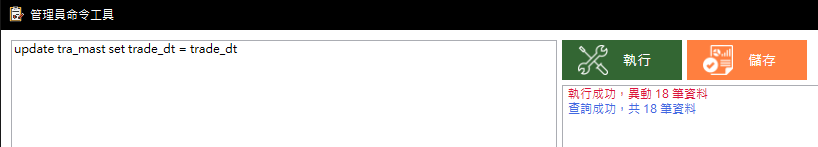 管理員命令工具
update tra_mast set trade_dt = trade_dt
執行
儲存
執行成功，異動 18 筆資料
查詢成功，共 18 筆資料